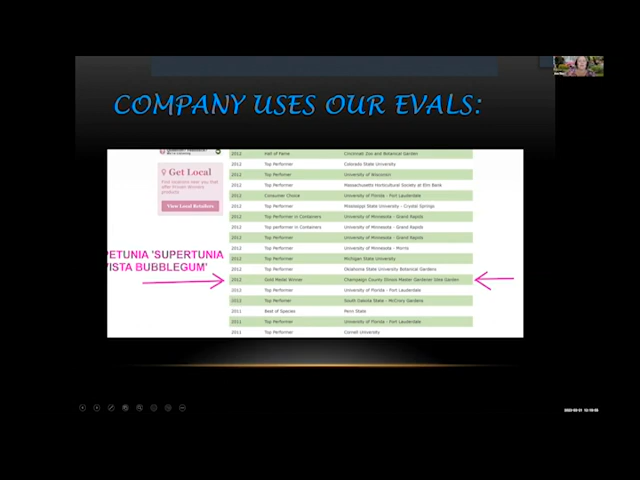 COMPANY USES OUR EVALS:
Get Local
View Local Retailers
PETUNIA 'SUPERTUNIA
VISTA BUBBLEGUM'
2012 Hall of Fame Cincinnati Zoo and Botanical Garden
2012 Top Performer Colorado State University
2012 Top Performer University of Wisconsin
2012 Top Performer Massachusetts Horticultural Society at Elm Bank
2012 Consumer Choice University of Florida - Fort Lauderdale
2012 Top Performer Mississippi State University - Crystal Springs
2012 Top Performer in Containers University of Minnesota - Grand Rapids
2012 Top performer in Containers University of Minnesota - Grand Rapids
2012 Top Performer University of Minnesota - Grand Rapids
2012 Top Performer University of Minnesota - Morris
2012 Top Performer Michigan State University
2012 Top Performer Oklahoma State University Botanical Gardens
2012 Gold Medal Winner Champaign County Illinois Master Gardener Idea Garden
2012 Top Performer University of Florida - Fort Lauderdale
2012 Top Performer South Dakota State - McCrory Gardens
2011 Best of Species Penn State
2011 Top Performer University of Florida - Fort Lauderdale
2011 Top Performer Cornell University